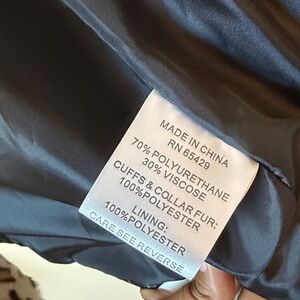 MADE IN CHINA
RN 65429
70% POLYURETHANE
30% VISCOSE
CUFFS & COLLAR FUR:
100%POLYESTER
LINING:
100%POLYESTER
CARE SEE REVERSE